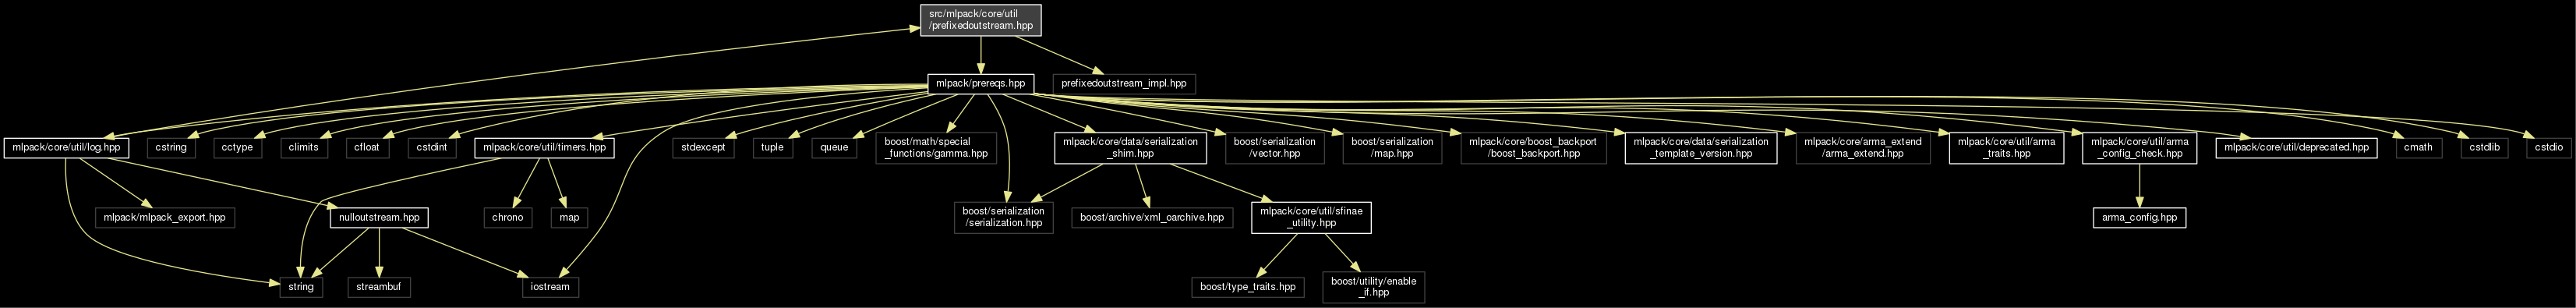 src/mlpack/core/util
/prefixedoutstream.hpp
mlpack/prereqs.hpp
prefixedoutstream_impl.hpp
mlpack/core/util/log.hpp
cstring
cctype
climits
cfloat
cstdint
mlpack/core/util/timers.hpp
stdexcept
tuple
queue
boost/math/special
_functions/gamma.hpp
mlpack/core/data/serialization
_shim.hpp
boost/serialization
/vector.hpp
boost/serialization
/map.hpp
mlpack/core/boost_backport
/boost_backport.hpp
mlpack/core/data/serialization
_template_version.hpp
mlpack/core/arma_extend
/arma_extend.hpp
mlpack/core/util/arma
_traits.hpp
mlpack/core/util/arma
_config_check.hpp
mlpack/core/util/deprecated.hpp
cmath
cstdlib
cstdio
mlpack/mlpack_export.hpp
nulloutstream.hpp
chrono
map
boost/serialization
/serialization.hpp
boost/archive/xml_oarchive.hpp
mlpack/core/util/sfinae
_utility.hpp
arma_config.hpp
string
streambuf
iostream
boost/type_traits.hpp
boost/utility/enable
_if.hpp